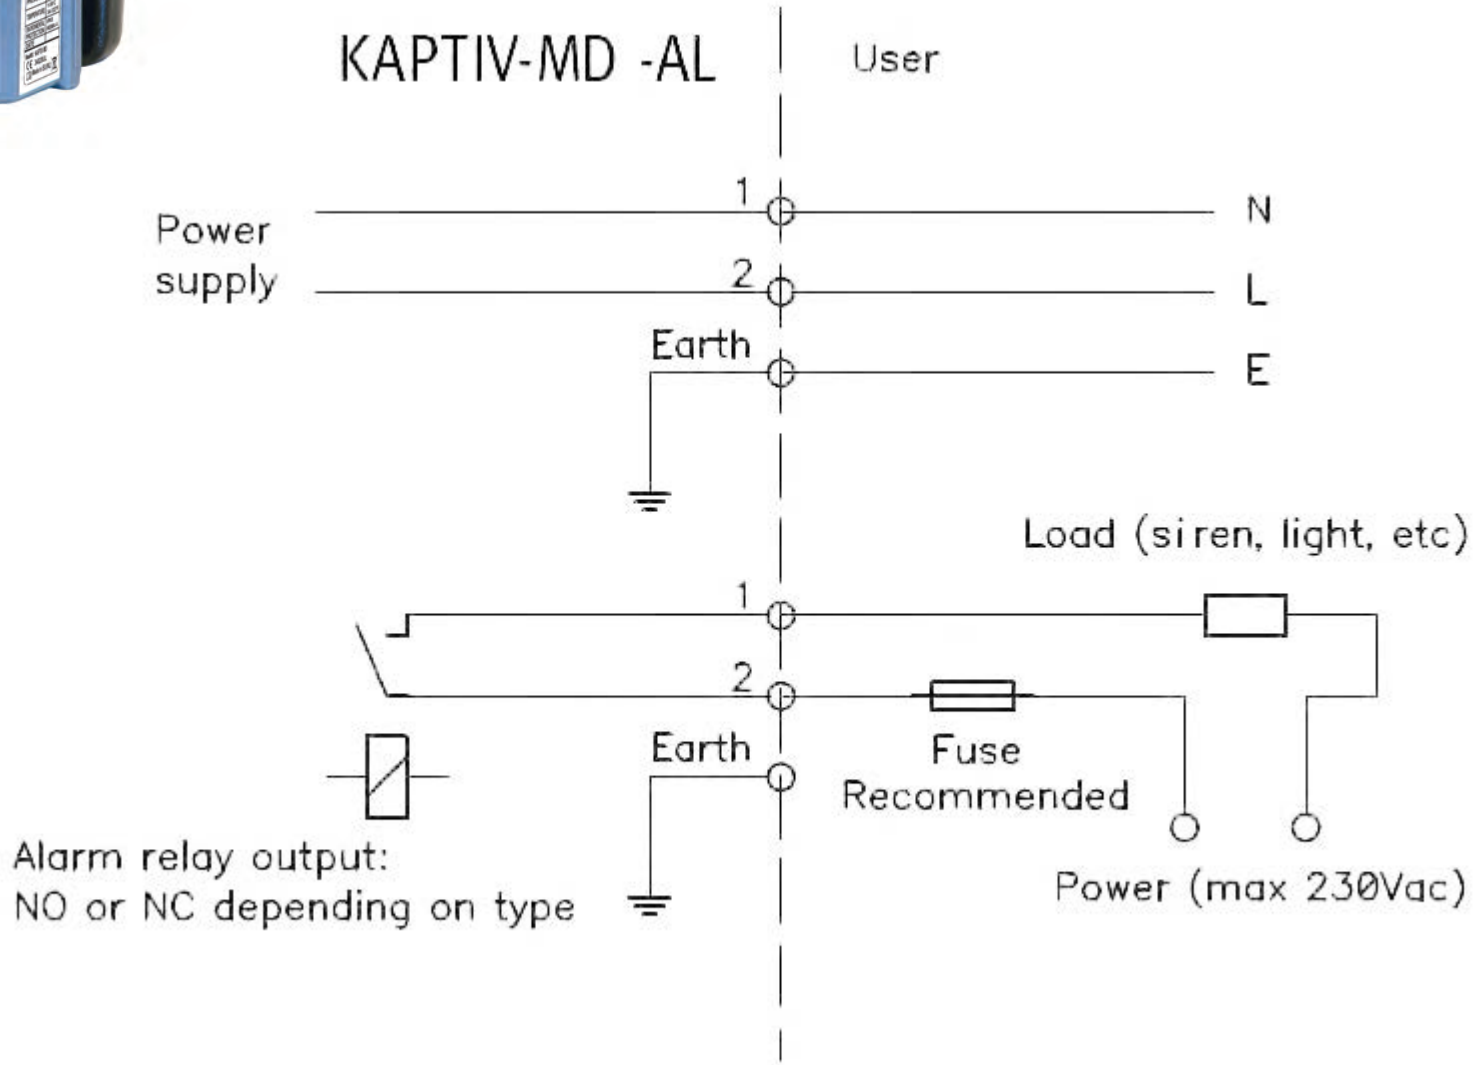 KAPTIV-MD -AL
User
1
N
Power
supply
2
L
Earth
E
Load (siren, light, etc)
1
2
Earth
Fuse
Recommended
Alarm relay output:
NO or NC depending on type
Power (max 230Vac)